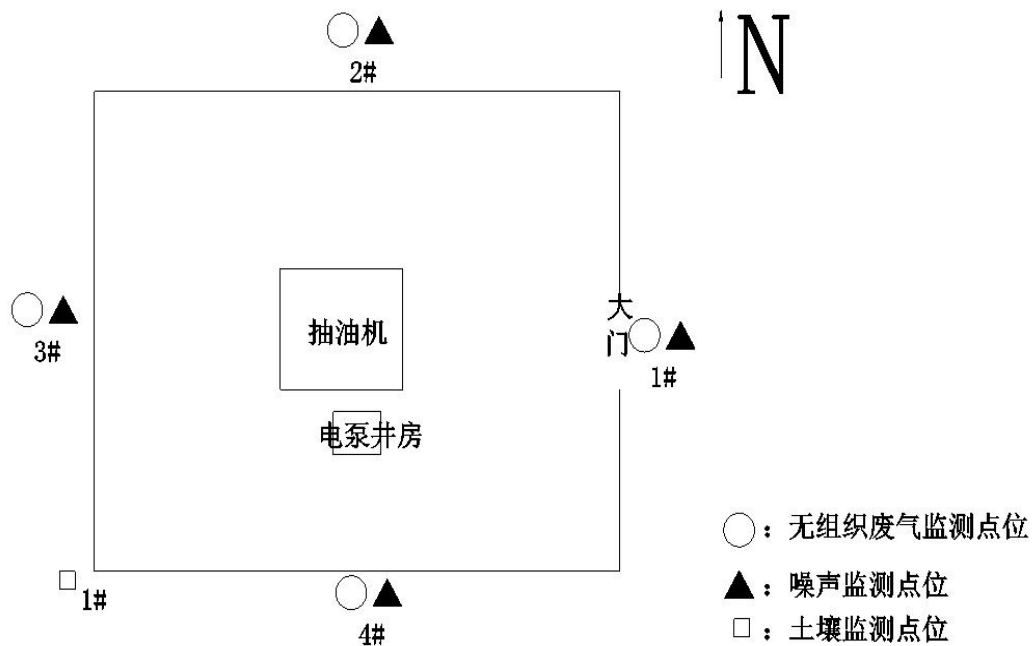 2#
N
3#
抽油机
大门
1#
电泵井房
1#
4#
○：无组织废气监测点位
▲：噪声监测点位
□：土壤监测点位